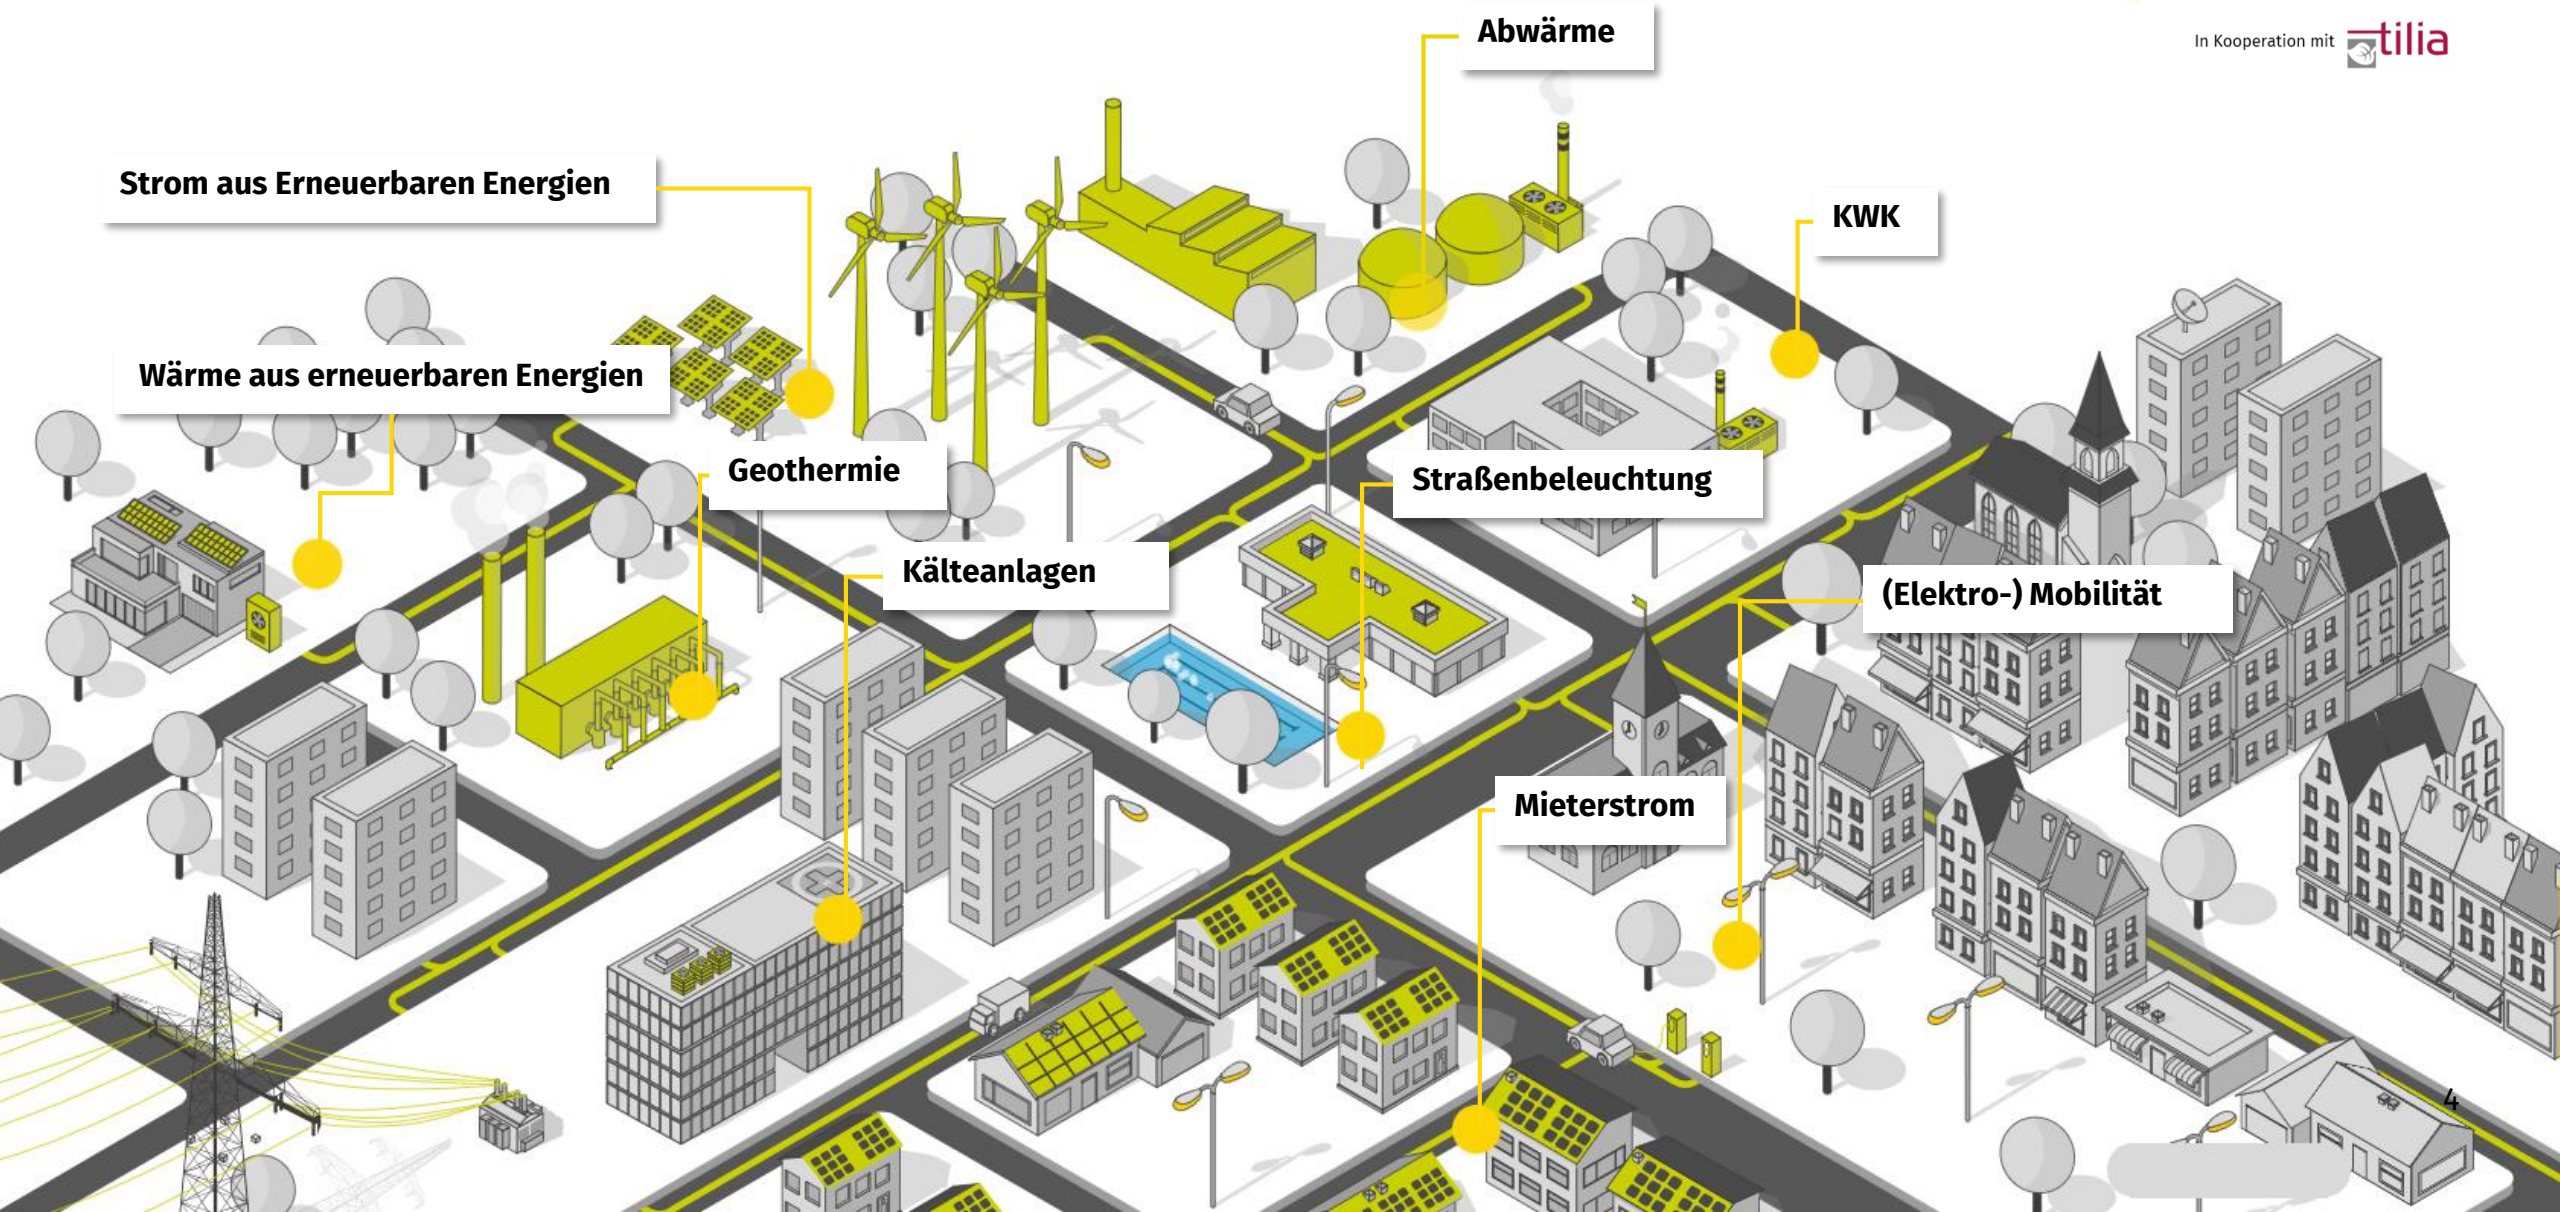 Abwärme
In Kooperation mit tilia
Strom aus Erneuerbaren Energien
KWK
Wärme aus erneuerbaren Energien
Geothermie
Straßenbeleuchtung
Kälteanlagen
(Elektro-) Mobilität
Mieterstrom
4